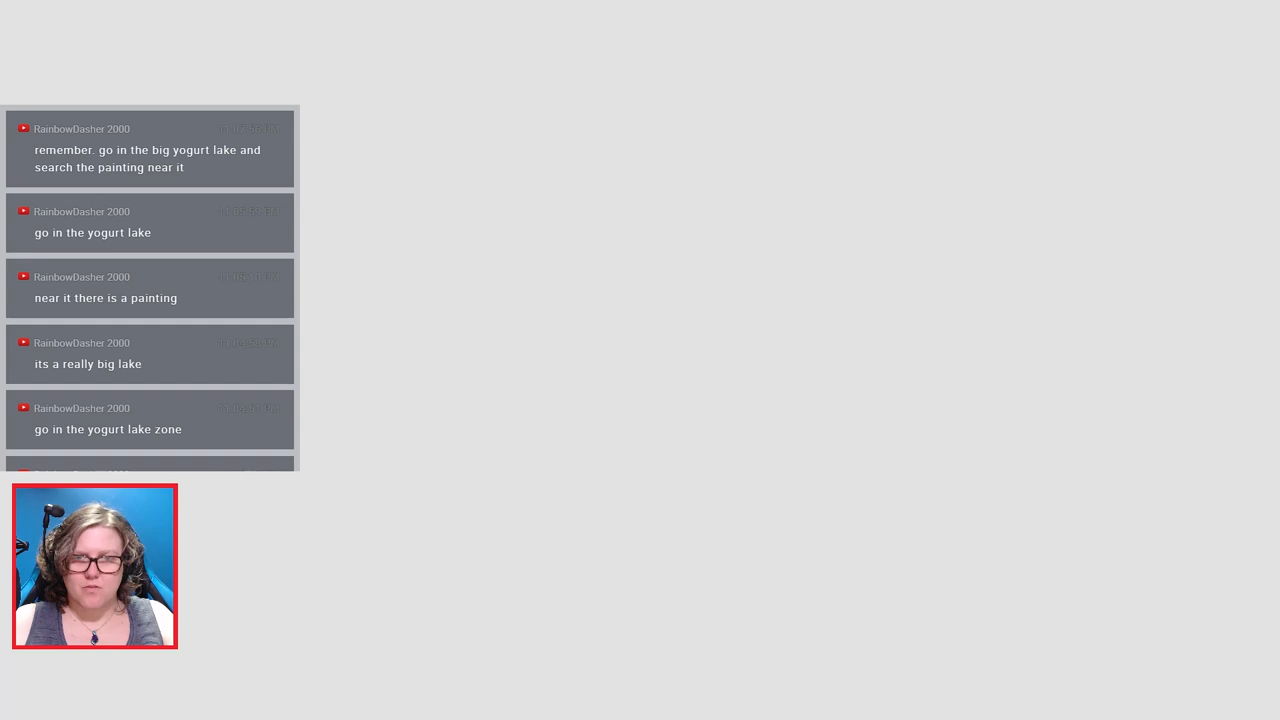 RainbowDasher 2000
remember. go in the big yogurt lake and
search the painting near it
RainbowDasher 2000
go in the yogurt lake
RainbowDasher 2000
near it there is a painting
RainbowDasher 2000
its a really big lake
RainbowDasher 2000
go in the yogurt lake zone